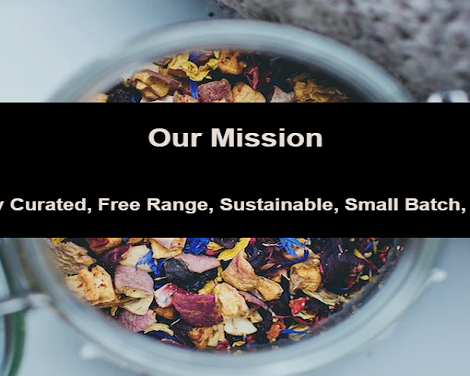 Our Mission
Curated, Free Range, Sustainable, Small Batch,